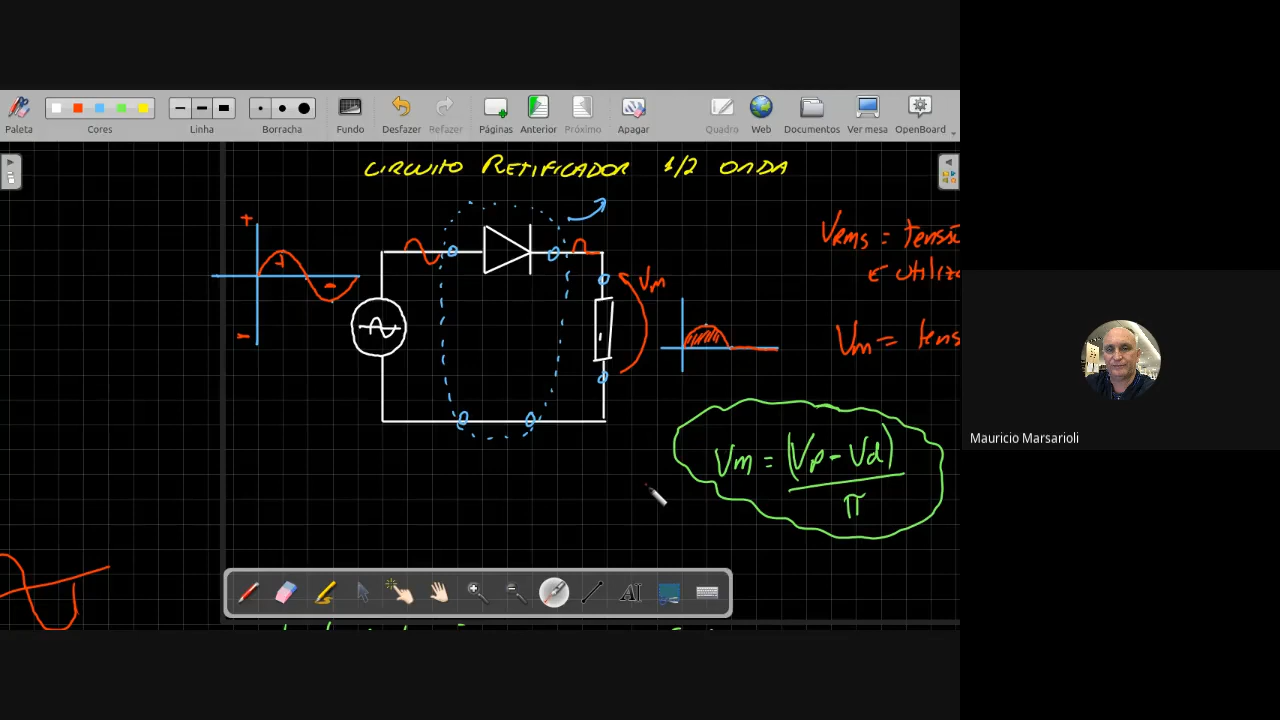 Paleta
Cores
Linha
Borracha
Fundo
Desfazer
Refazer
Páginas
Anterior
Próximo
Apagar
Quadro
Web
Documentos
Ver mesa
OpenBoard
CIRCUITO RETIFICADOR 1/2 ONDA
+
+
-
-
Vm
VRMS = tensã
utiliz
Vm = tens
Vm = (Vp - Vd)
π
AI
Mauricio Marsarioli